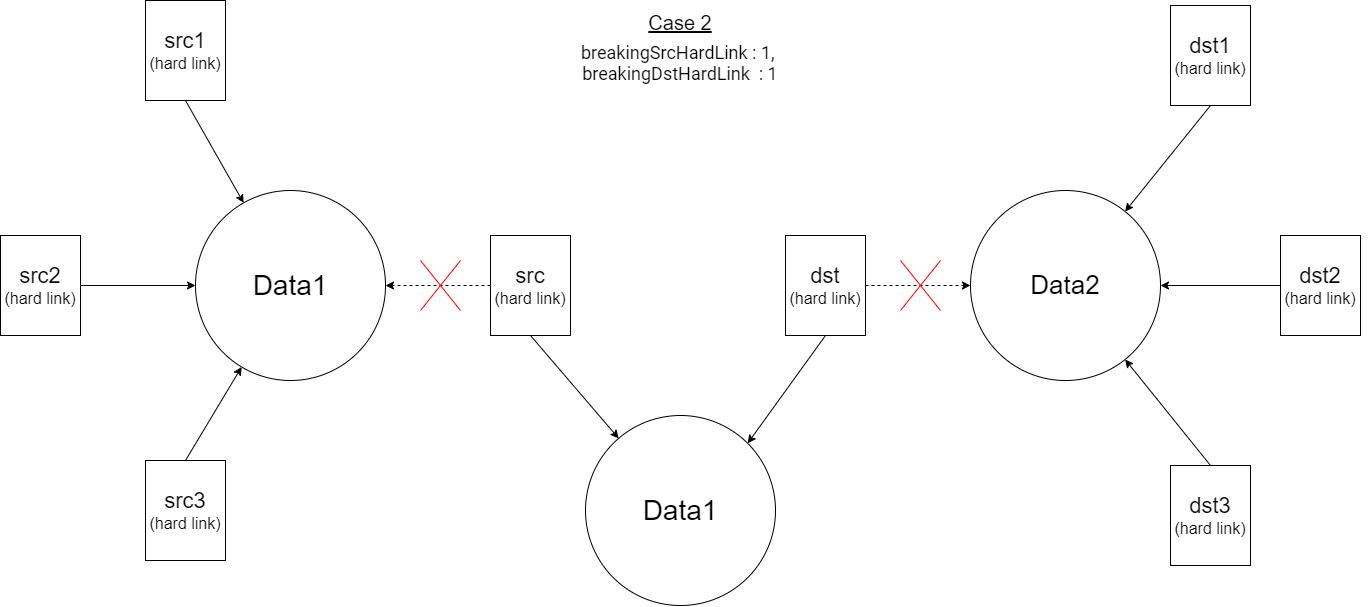 Case 2
breakingSrcHardLink : 1,
breakingDstHardLink : 1
src1
(hard link)
dst1
(hard link)
src2
(hard link)
Data1
src
(hard link)
dst
(hard link)
Data2
dst2
(hard link)
src3
(hard link)
Data1
dst3
(hard link)